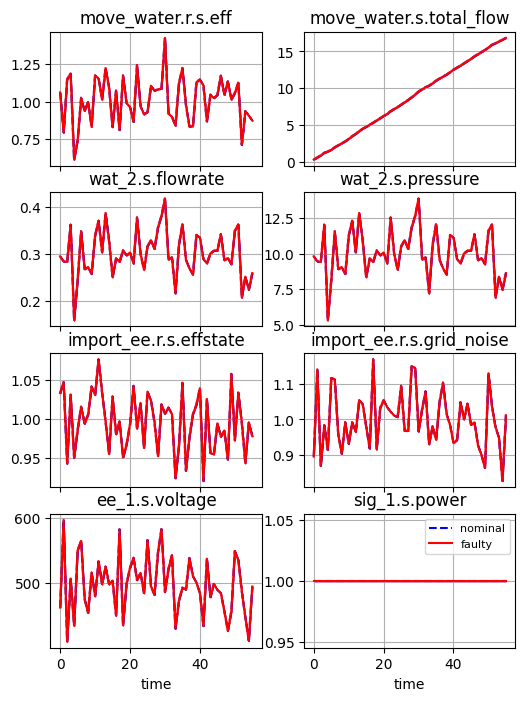 move_water.r.s.eff
move_water.s.total_flow
1.25
1.00
0.75
15
10
5
0
wat_2.s.flowrate
wat_2.s.pressure
0.4
0.3
0.2
12.5
10.0
7.5
5.0
import_ee.r.s.effstate
import_ee.r.s.grid_noise
1.05
1.00
0.95
1.1
1.0
0.9
ee_1.s.voltage
sig_1.s.power
600
500
1.05
1.00
0.95
nominal
faulty
0
20
40
0
20
40
time
time